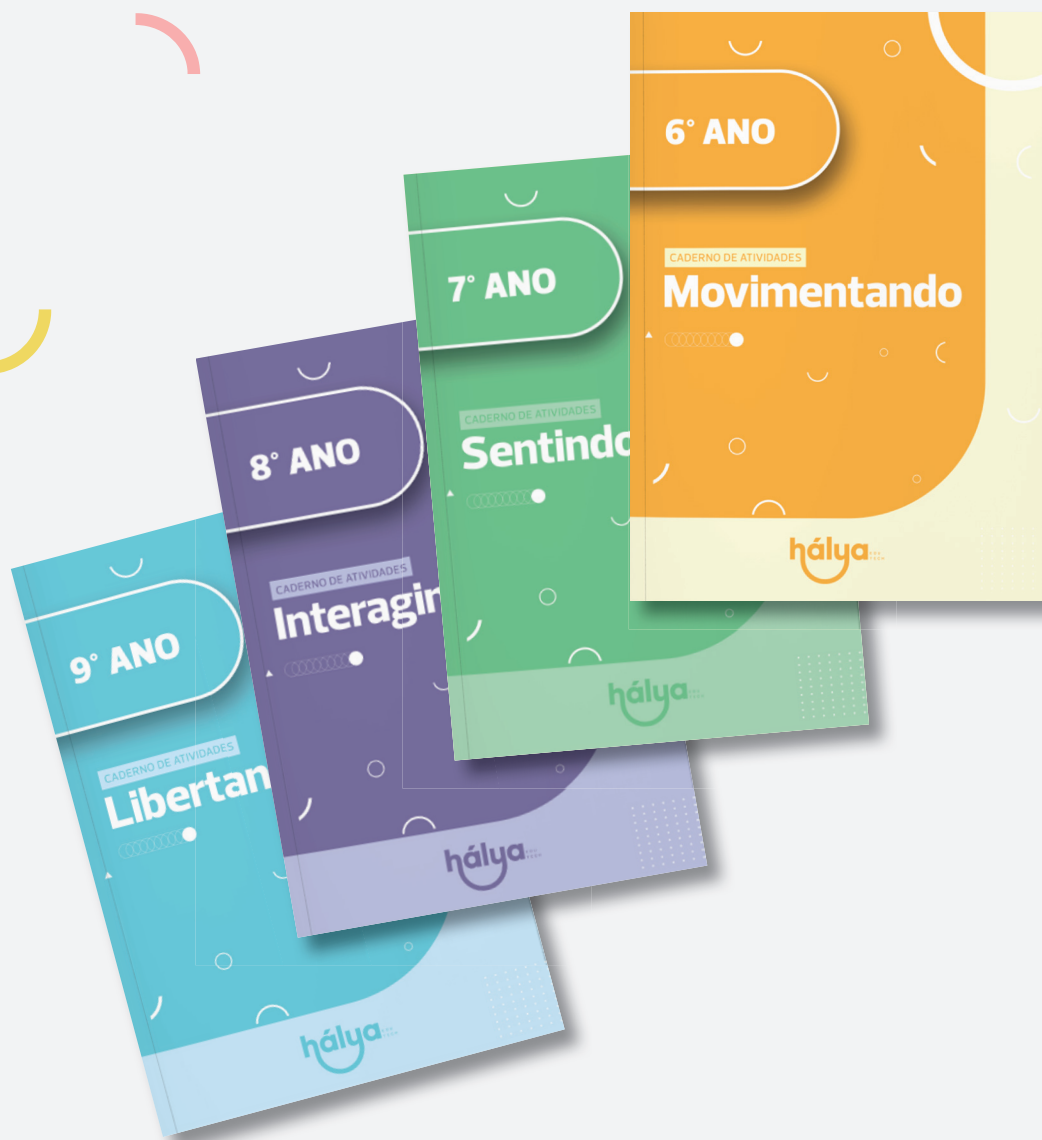 6° ANO
CADERNO DE ATIVIDADES
Movimentando
hálya
7° ANO
CADERNO DE ATIVIDADES
Sentindo
hálya
8° ANO
CADERNO DE ATIVIDADES
Interagin
hálya
9° ANO
CADERNO DE ATIVIDADES
Libertan
hálya